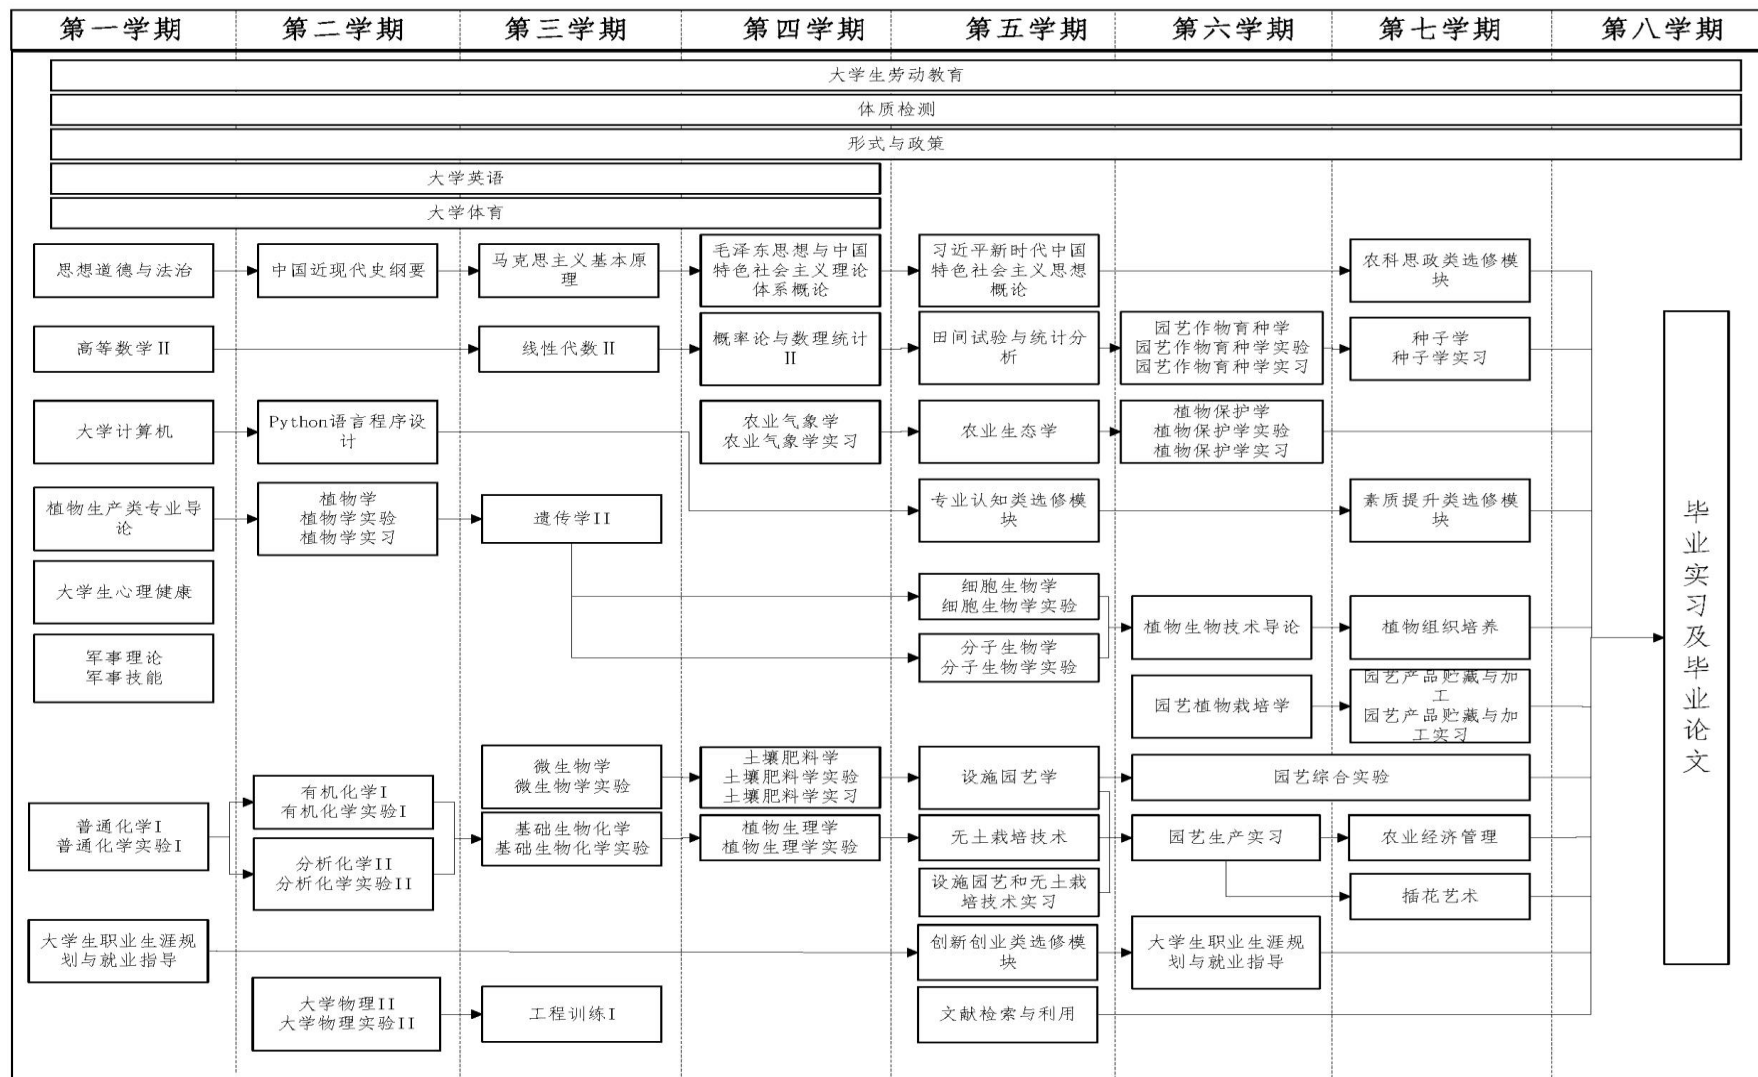 第一学期
第二学期
第三学期
第四学期
第五学期
第六学期
第七学期
第八学期
大学生劳动教育
体质检测
形式与政策
大学英语
大学体育
思想道德与法治
中国近现代史纲要
马克思主义基本原
理
毛泽东思想与中国
特色社会主义理论
体系概论
习近平新时代中国
特色社会主义思想
概论
农科思政类选修模
块
高等数学II
线性代数II
概率论与数理统计
II
田间试验与统计分
析
园艺作物育种学
园艺作物育种学实验
园艺作物育种学实习
种子学
种子学实习
大学计算机
Python语言程序设
计
农业气象学
农业气象学实习
农业生态学
植物保护学
植物保护学实验
植物保护学实习
植物生产类专业导
论
植物学
植物学实验
植物学实习
遗传学II
专业认知类选修模
块
素质提升类选修模
块
大学生心理健康
细胞生物学
细胞生物学实验
军事理论
军事技能
分子生物学
分子生物学实验
植物生物技术导论
植物组织培养
园艺植物栽培学
园艺产品贮藏与加
工
园艺产品贮藏与加
工实习
微生物学
微生物学实验
土壤肥料学
土壤肥料学实验
土壤肥料学实习
设施园艺学
园艺综合实验
普通化学I
普通化学实验I
有机化学I
有机化学实验I
分析化学II
分析化学实验II
基础生物化学
基础生物化学实验
植物生理学
植物生理学实验
无土栽培技术
园艺生产实习
农业经济管理
设施园艺和无土栽
培技术实习
插花艺术
大学生职业生涯规
划与就业指导
创新创业类选修模
块
大学生职业生涯规
划与就业指导
大学物理II
大学物理实验II
工程训练I
文献检索与利用
毕业实习及毕业论文